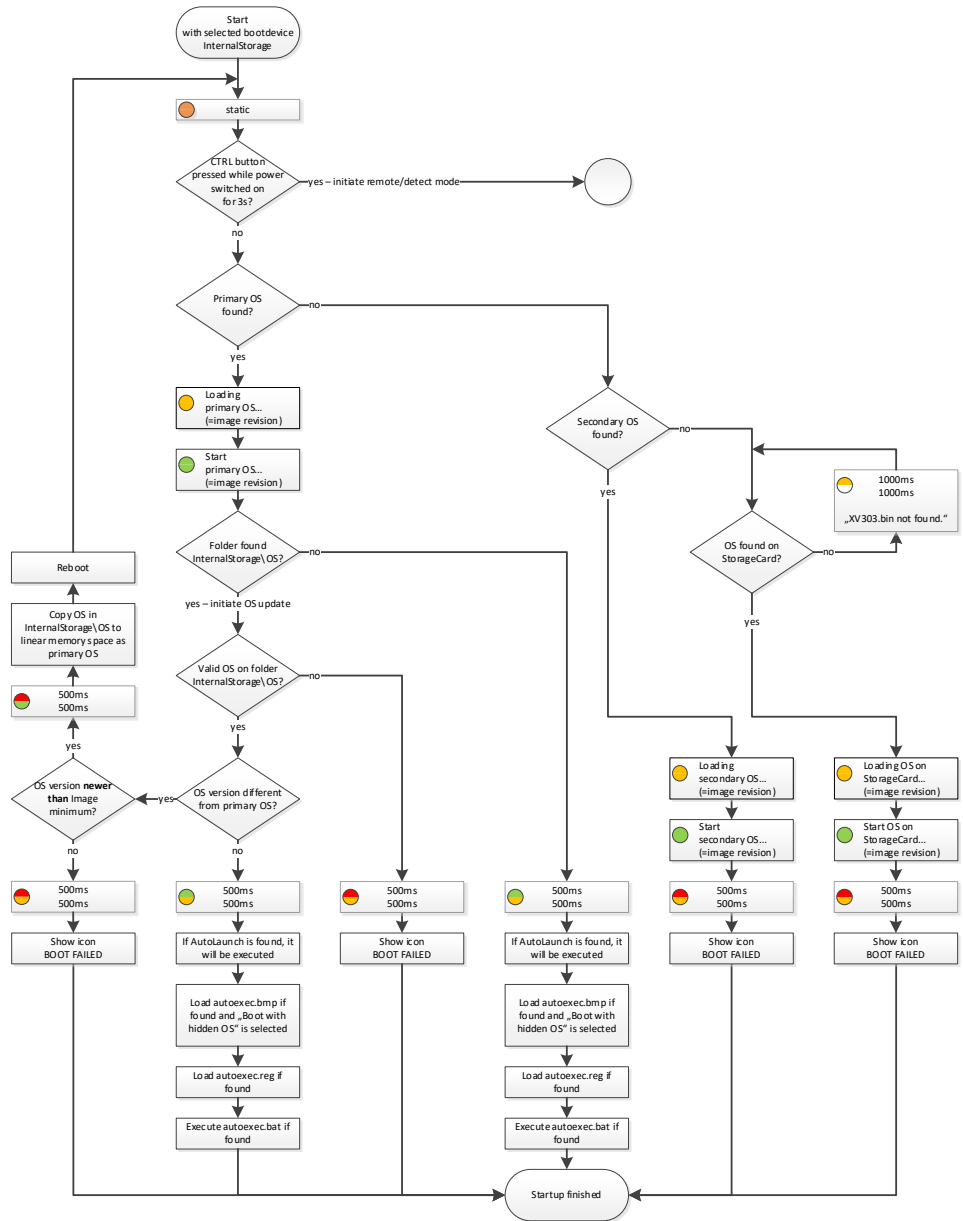 Start
with selected bootdevice
InternalStorage
static
CTRL button
pressed while power
switched on
for 3s?
yes – initiate remote/detect mode
no
Primary OS
found?
no
yes
Loading
primary OS...
(=image revision)
Start
primary OS...
(=image revision)
Secondary OS
found?
no
yes
1000ms
1000ms
„XV303.bin not found.“
OS found on
StorageCard?
no
yes
Folder found
InternalStorage\OS?
no
yes – initiate OS update
Reboot
Copy OS in
InternalStorage\OS to
linear memory space as
primary OS
500ms
500ms
yes
Valid OS on folder
InternalStorage\OS?
no
yes
OS version newer
than Image
minimum?
yes
OS version different
from primary OS?
no
no
Loading
secondary OS...
(=image revision)
Loading OS on
StorageCard...
(=image revision)
Start
secondary OS...
(=image revision)
Start OS on
StorageCard...
(=image revision)
500ms
500ms
500ms
500ms
500ms
500ms
500ms
500ms
500ms
500ms
500ms
500ms
Show icon
BOOT FAILED
If AutoLaunch is found, it
will be executed
Show icon
BOOT FAILED
If AutoLaunch is found, it
will be executed
Show icon
BOOT FAILED
Show icon
BOOT FAILED
Load autoexec.bmp if
found and „Boot with
hidden OS“ is selected
Load autoexec.bmp if
found and „Boot with
hidden OS“ is selected
Load autoexec.reg if
found
Load autoexec.reg if
found
Execute autoexec.bat if
found
Execute autoexec.bat if
found
Startup finished